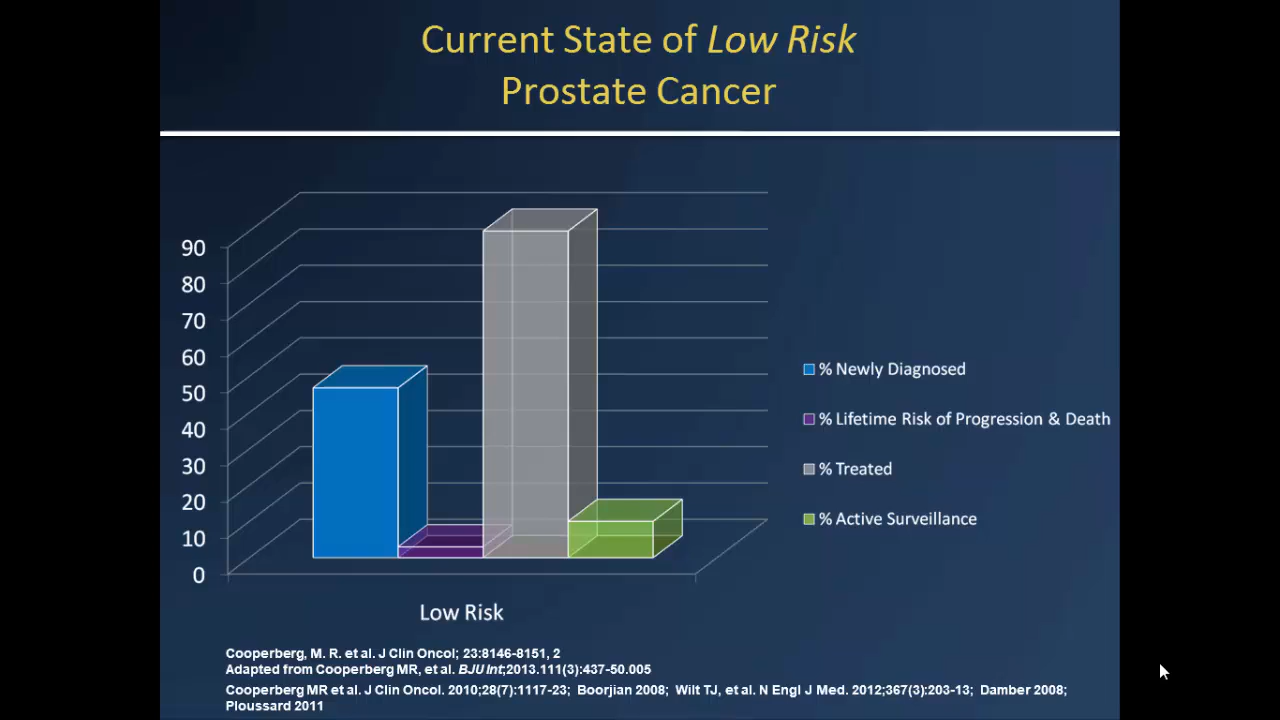 Current State of Low Risk
Prostate Cancer
90
80
70
60
50
40
30
20
10
0
Low Risk
% Newly Diagnosed
% Lifetime Risk of Progression & Death
% Treated
% Active Surveillance
Cooperberg, M. R. et al. J Clin Oncol; 23:8146-8151, 2
Adapted from Cooperberg MR, et al. BJU Int;2013.111(3):437-50.005
Cooperberg MR et al. J Clin Oncol. 2010;28(7):1117-23; Boorjian 2008; Wilt TJ, et al. N Engl J Med. 2012;367(3):203-13; Damber 2008;
Ploussard 2011